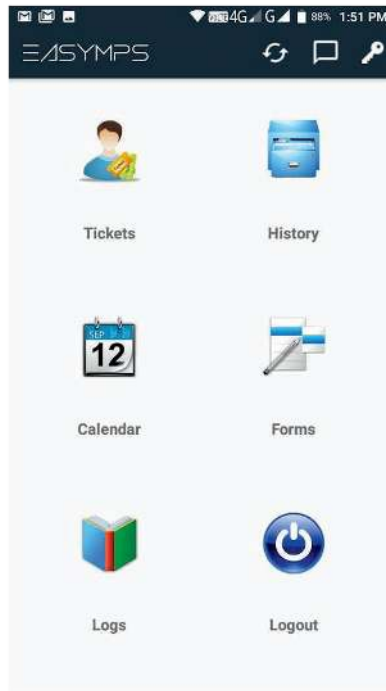 4G G 88% 1:51 PM
EASYMPS
Tickets History
SEP
12
Calendar Forms
Logs Logout